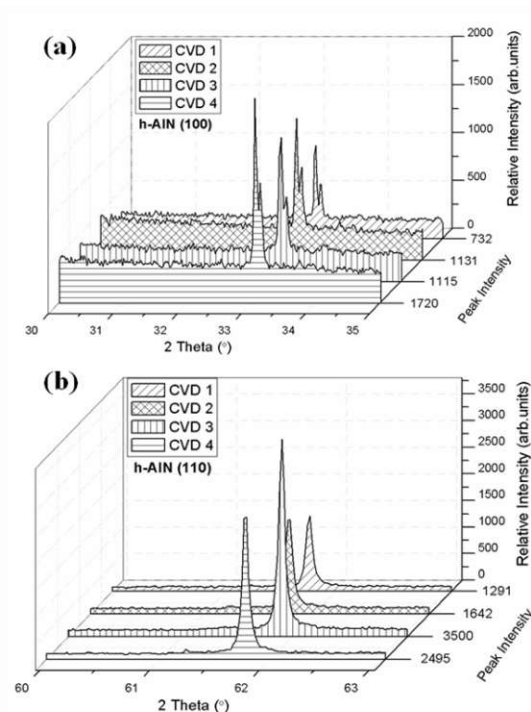 (a)
CVD 1
CVD 2
CVD 3
CVD 4
h-AlN (100)
2000
1500
1000
500
0
Relative Intensity (arb.units)
732
1131
1115
1720
Peak Intensity
30 31 32 33 34 35
2 Theta (°)
(b)
CVD 1
CVD 2
CVD 3
CVD 4
h-AlN (110)
3500
3000
2500
2000
1500
1000
500
0
Relative Intensity (arb.units)
1291
1642
3500
2495
Peak Intensity
60 61 62 63
2 Theta (°)